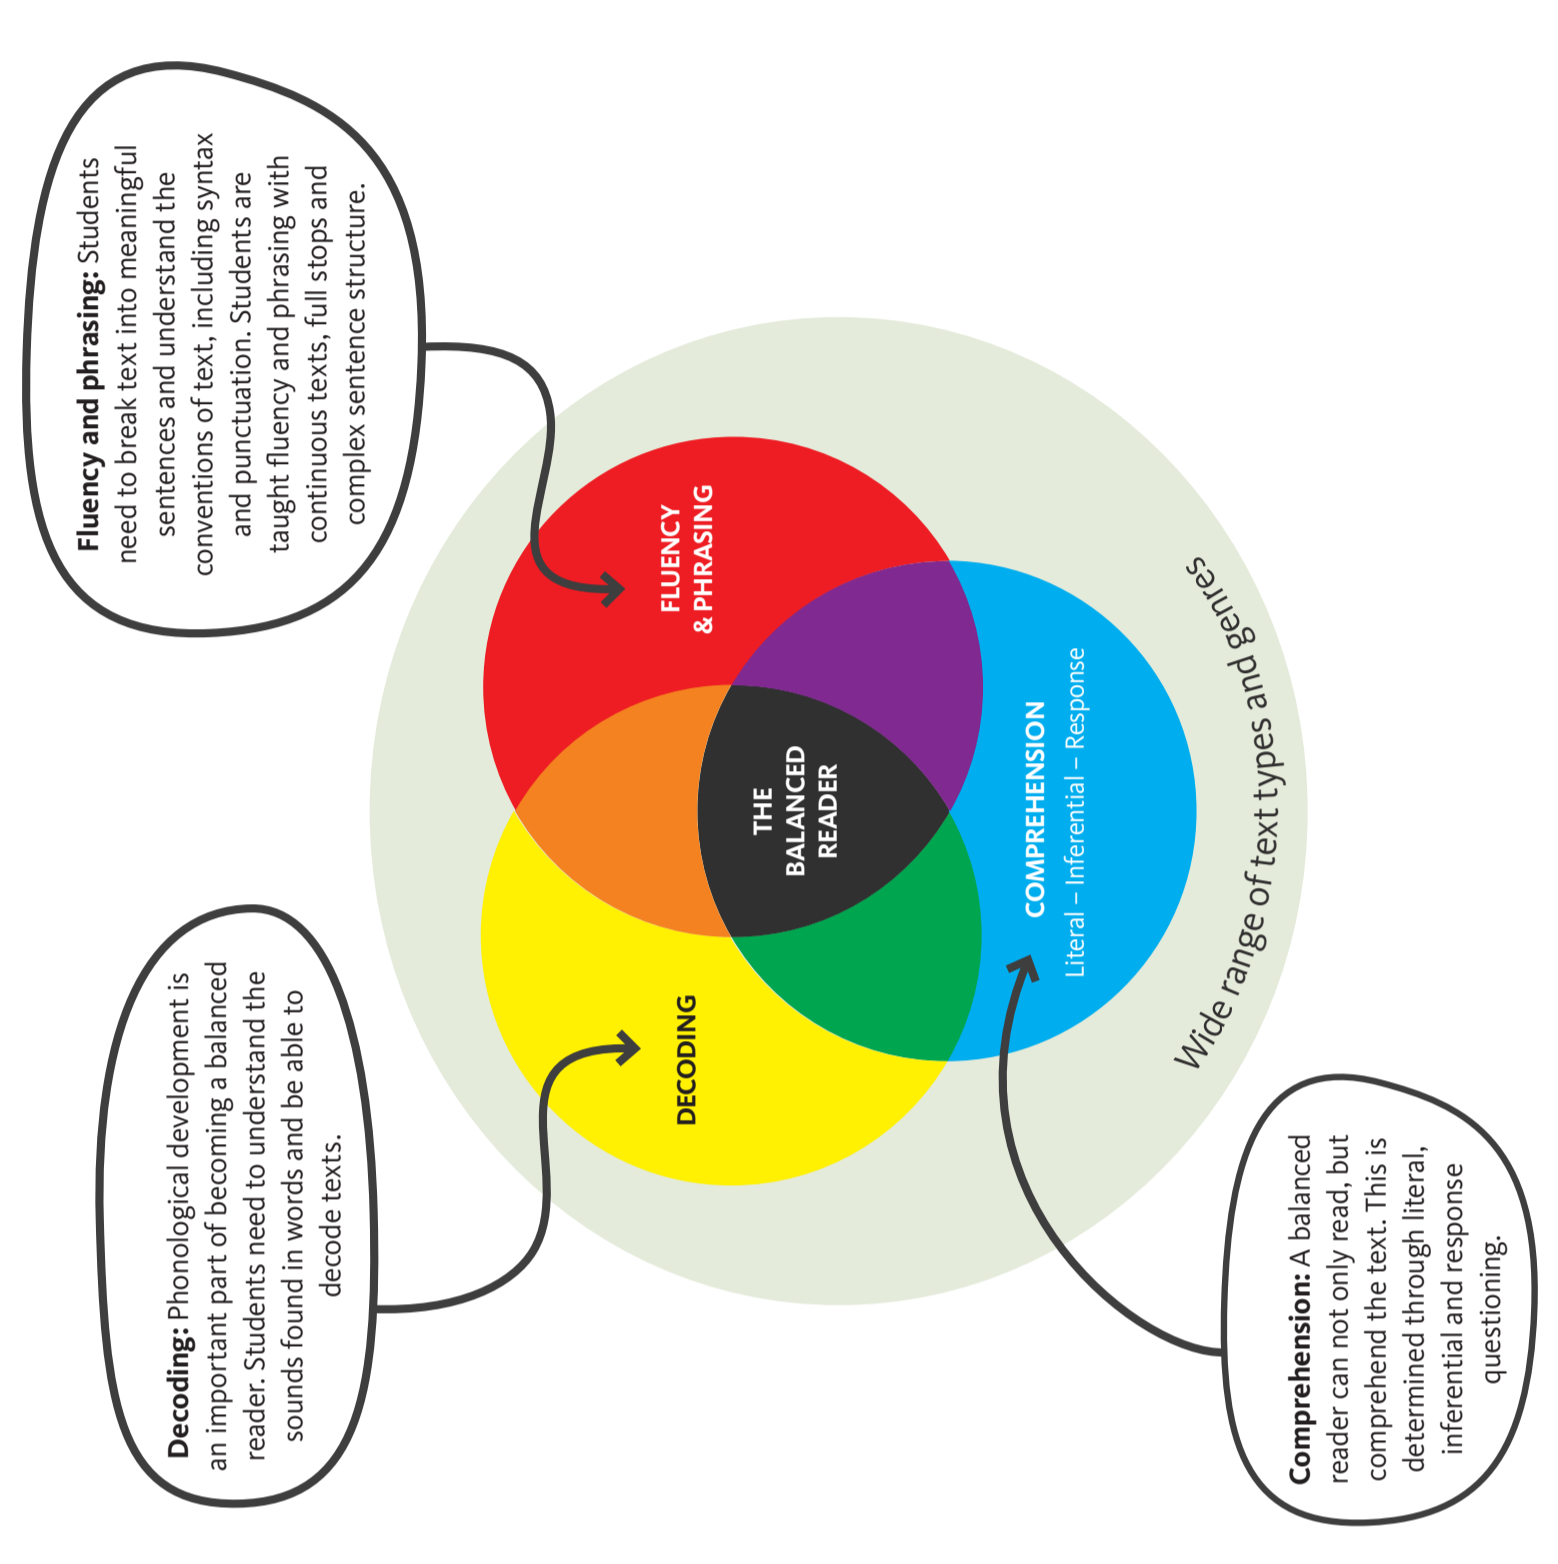 Decoding: Phonological development is
an important part of becoming a balanced
reader. Students need to understand the
sounds found in words and be able to
decode texts.
Fluency and phrasing: Students
need to break text into meaningful
sentences and understand the
conventions of text, including syntax
and punctuation. Students are
taught fluency and phrasing with
continuous texts, full stops and
complex sentence structure.
DECODING
FLUENCY
& PHRASING
THE
BALANCED
READER
COMPREHENSION
Literal – Inferential – Response
Wide range of text types and genres
Comprehension: A balanced
reader can not only read, but
comprehend the text. This is
determined through literal,
inferential and response
questioning.